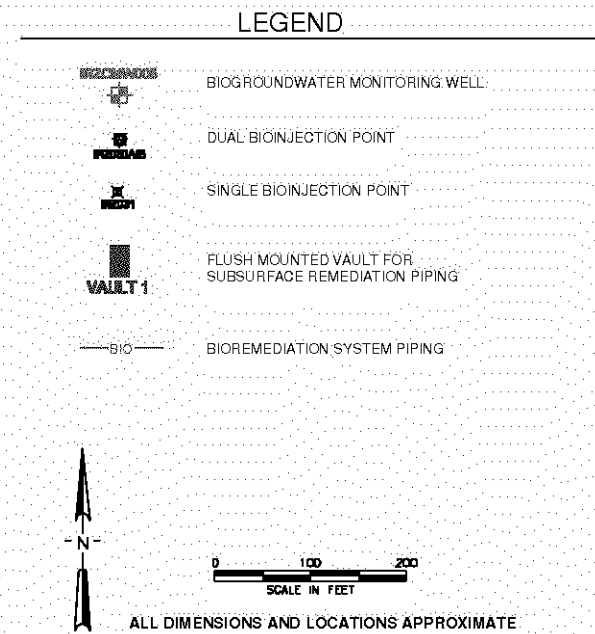 LEGEND
BIOGROUNDWATER MONITORING WELL
DUAL BIOINJECTION POINT
SINGLE BIOINJECTION POINT
FLUSH MOUNTED VAULT FOR
SUBSURFACE REMEDIATION PIPING
VAULT 1
BIO
BIOREMEDIATION SYSTEM PIPING
N
0 100 200
SCALE IN FEET
ALL DIMENSIONS AND LOCATIONS APPROXIMATE